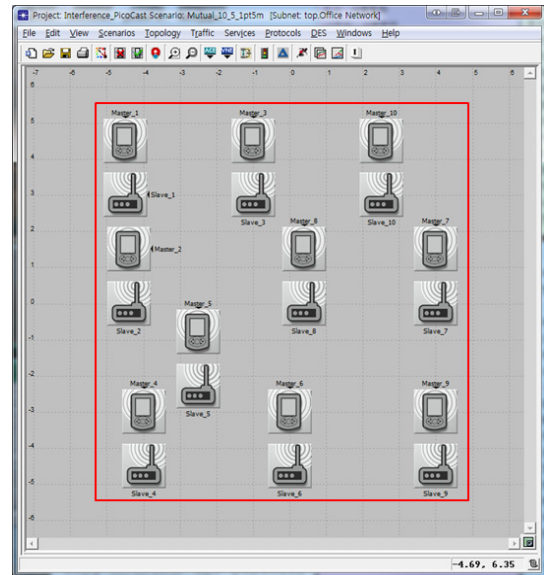 Project: Interference_PicoCast Scenario: Mutual_10_5_1pt5m [Subnet: top.Office Network]
File Edit View Scenarios Topology Traffic Services Protocols DES Windows Help
-7 -6 -5 -4 -3 -2 -1 0 1 2 3 4 5 6
6
Master_1 Master_3 Master_10
5
4
3 Slave_1
Slave_3 Master_8 Slave_10 Master_7
2
Master_2
1
0 Master_5
Slave_2 Slave_8 Slave_7
-1
-2
Master_4 Master_6 Master_9
-3
Slave_5
-4
-5
Slave_4 Slave_6 Slave_9
-6
-4.69, 6.35